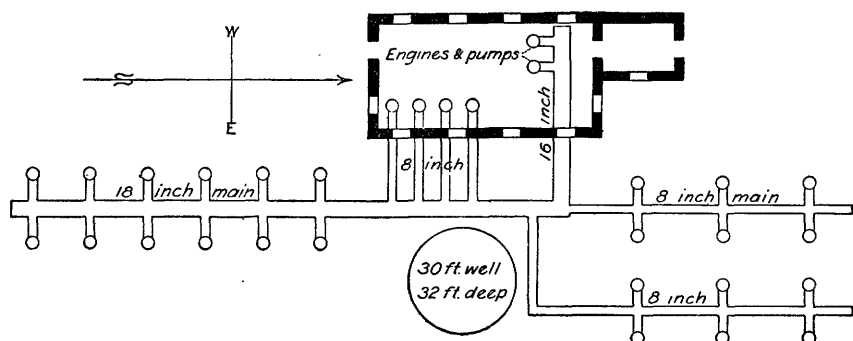 W
E
Engines & pumps
16 inch
8 inch
18 inch main
8 inch main
30 ft. well
32 ft. deep
8 inch